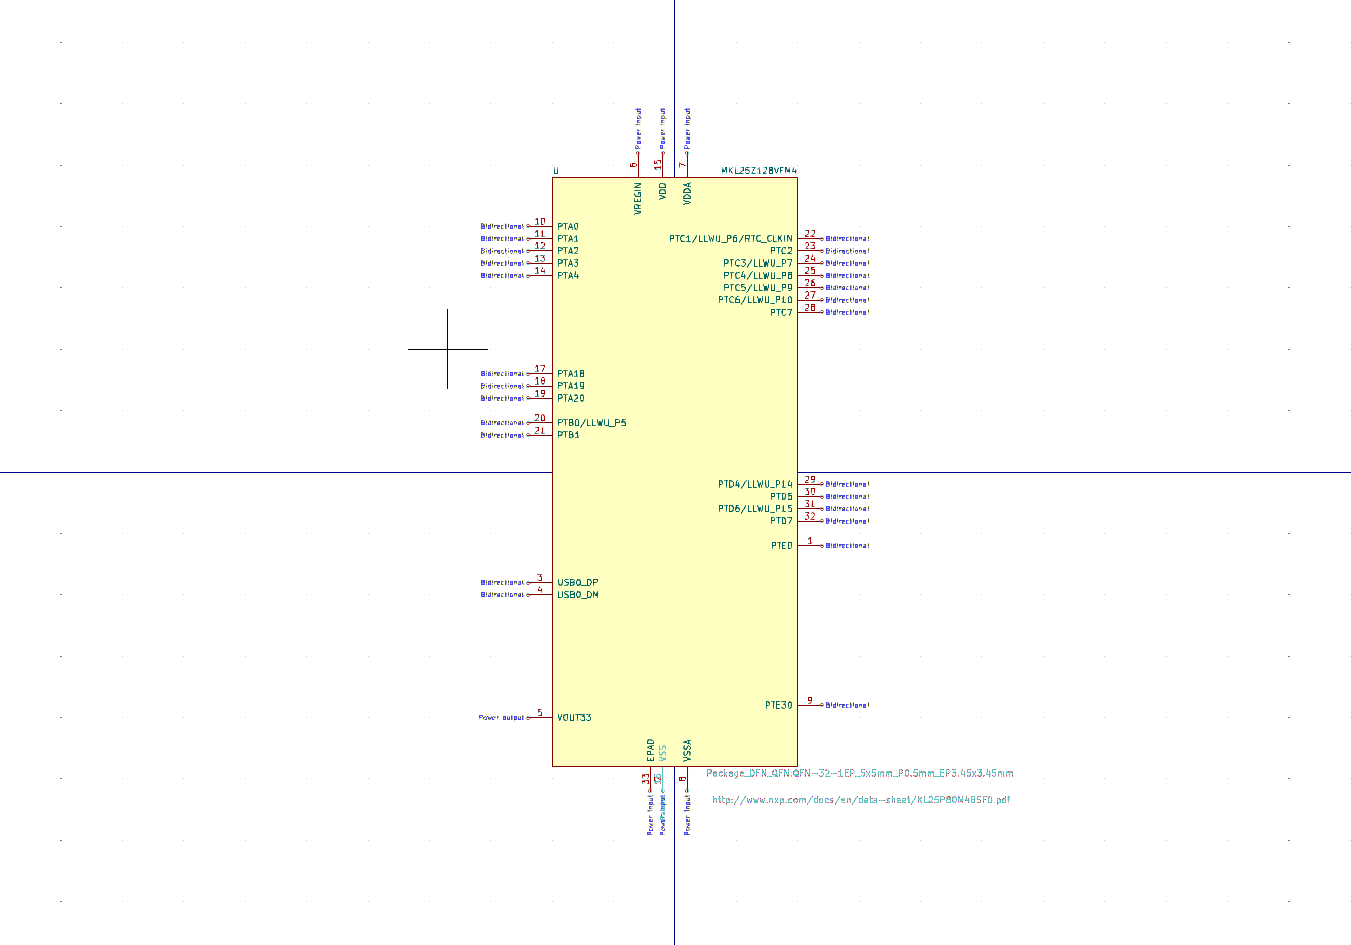 Power Input
Power Input
Power Input
6
15
7
U
MKL25Z128VFM4
VREGIN
VDD
VDDA
Bidirectional 10 PTA0
Bidirectional 11 PTA1
Bidirectional 12 PTA2
Bidirectional 13 PTA3
Bidirectional 14 PTA4
PTC1/LLWU_P6/RTC_CLKIN 22 Bidirectional
PTC2 23 Bidirectional
PTC3/LLWU_P7 24 Bidirectional
PTC4/LLWU_P8 25 Bidirectional
PTC5/LLWU_P9 26 Bidirectional
PTC6/LLWU_P10 27 Bidirectional
PTC7 28 Bidirectional
Bidirectional 17 PTA18
Bidirectional 18 PTA19
Bidirectional 19 PTA20
Bidirectional 20 PTB0/LLWU_P5
Bidirectional 21 PTB1
PTD4/LLWU_P14 29 Bidirectional
PTD5 30 Bidirectional
PTD6/LLWU_P15 31 Bidirectional
PTD7 32 Bidirectional
PTE0 1 Bidirectional
Bidirectional 3 USB0_DP
Bidirectional 4 USB0_DM
PTE30 9 Bidirectional
Power output 5 VOUT33
EPAD
VSS
VSSA
33
8
Package_DFN_QFN:QFN-32-1EP_5x5mm_P0.5mm_EP3.45x3.45mm
http://www.nxp.com/docs/en/data-sheet/KL25P80M48SF0.pdf
Power Input
Power Input